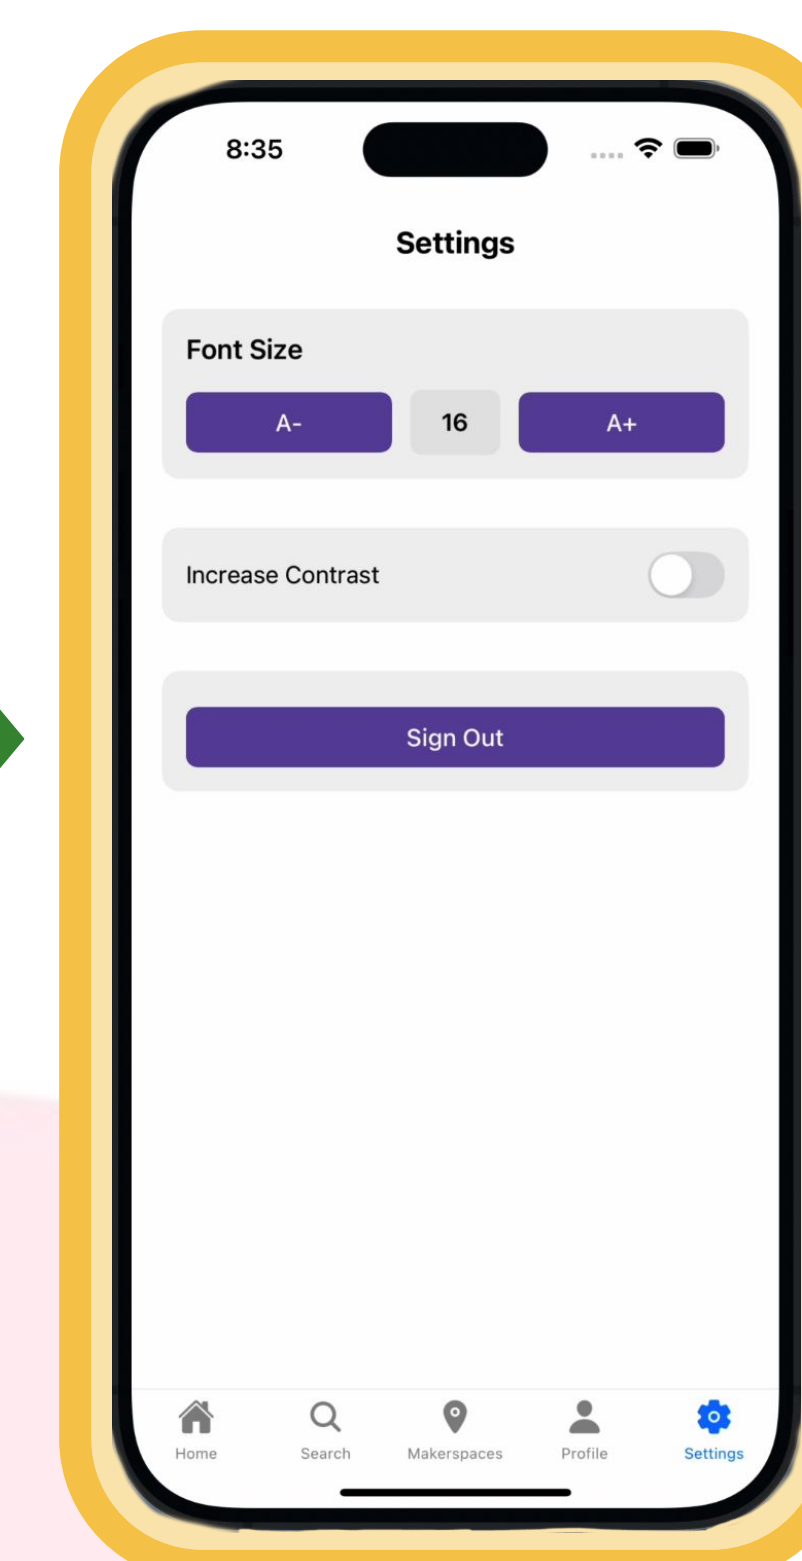 8:35
Settings
Font Size
A- 16 A+
Increase Contrast
Sign Out
Home Search Makerspaces Profile Settings